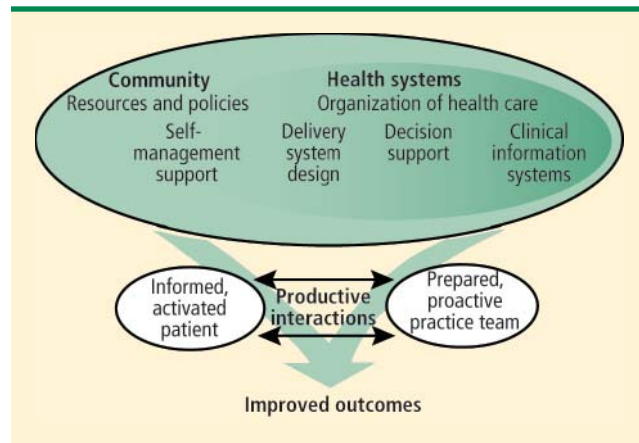 Community
Resources and policies
Health systems
Organization of health care
Self-
management
support
Delivery
system
design
Decision
support
Clinical
information
systems
Informed,
activated
patient
Productive
interactions
Prepared,
proactive
practice team
Improved outcomes